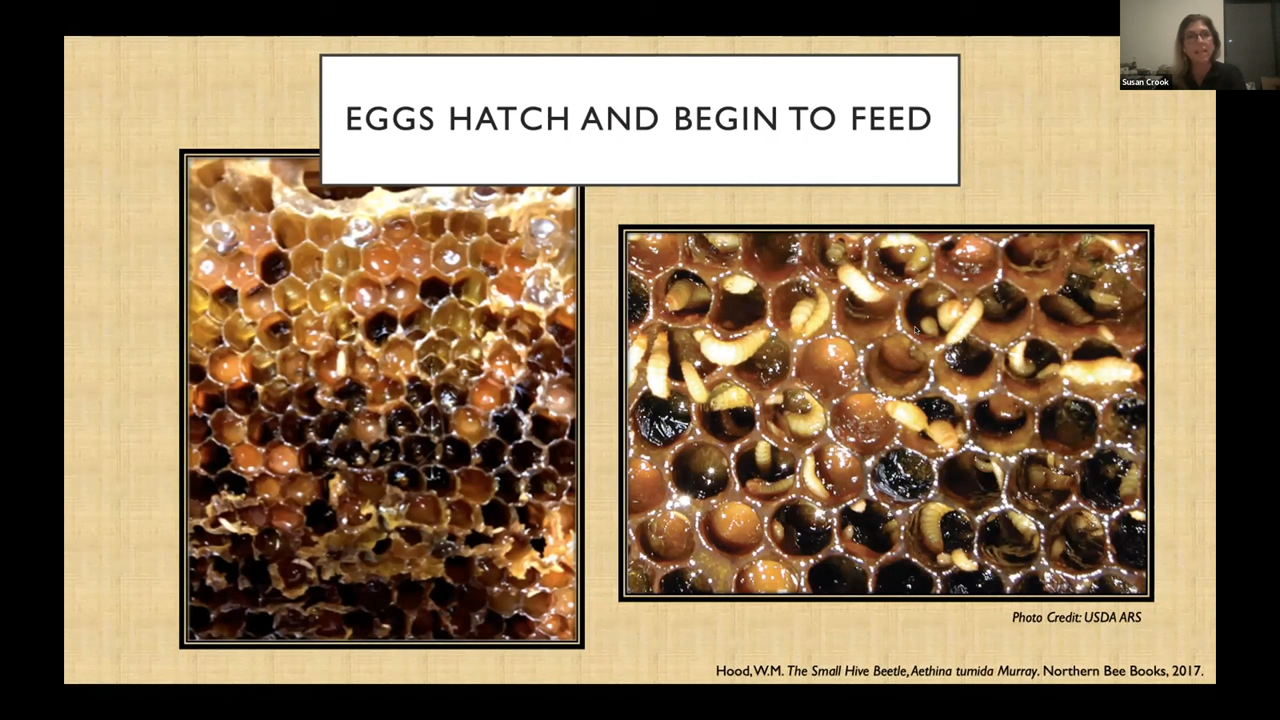 Susan Crook
EGGS HATCH AND BEGIN TO FEED
Photo Credit: USDA ARS
Hood, W.M. The Small Hive Beetle, Aethina tumida Murray. Northern Bee Books, 2017.